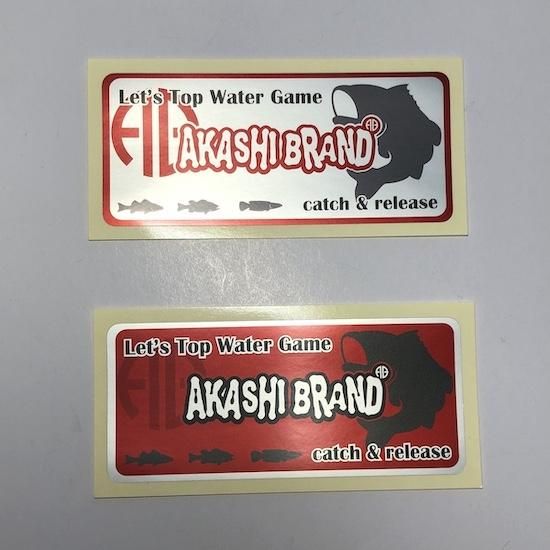 Let's Top Water Game
AKASHI BRAND
AB
catch & release
Let's Top Water Game
AKASHI BRAND
AB
catch & release